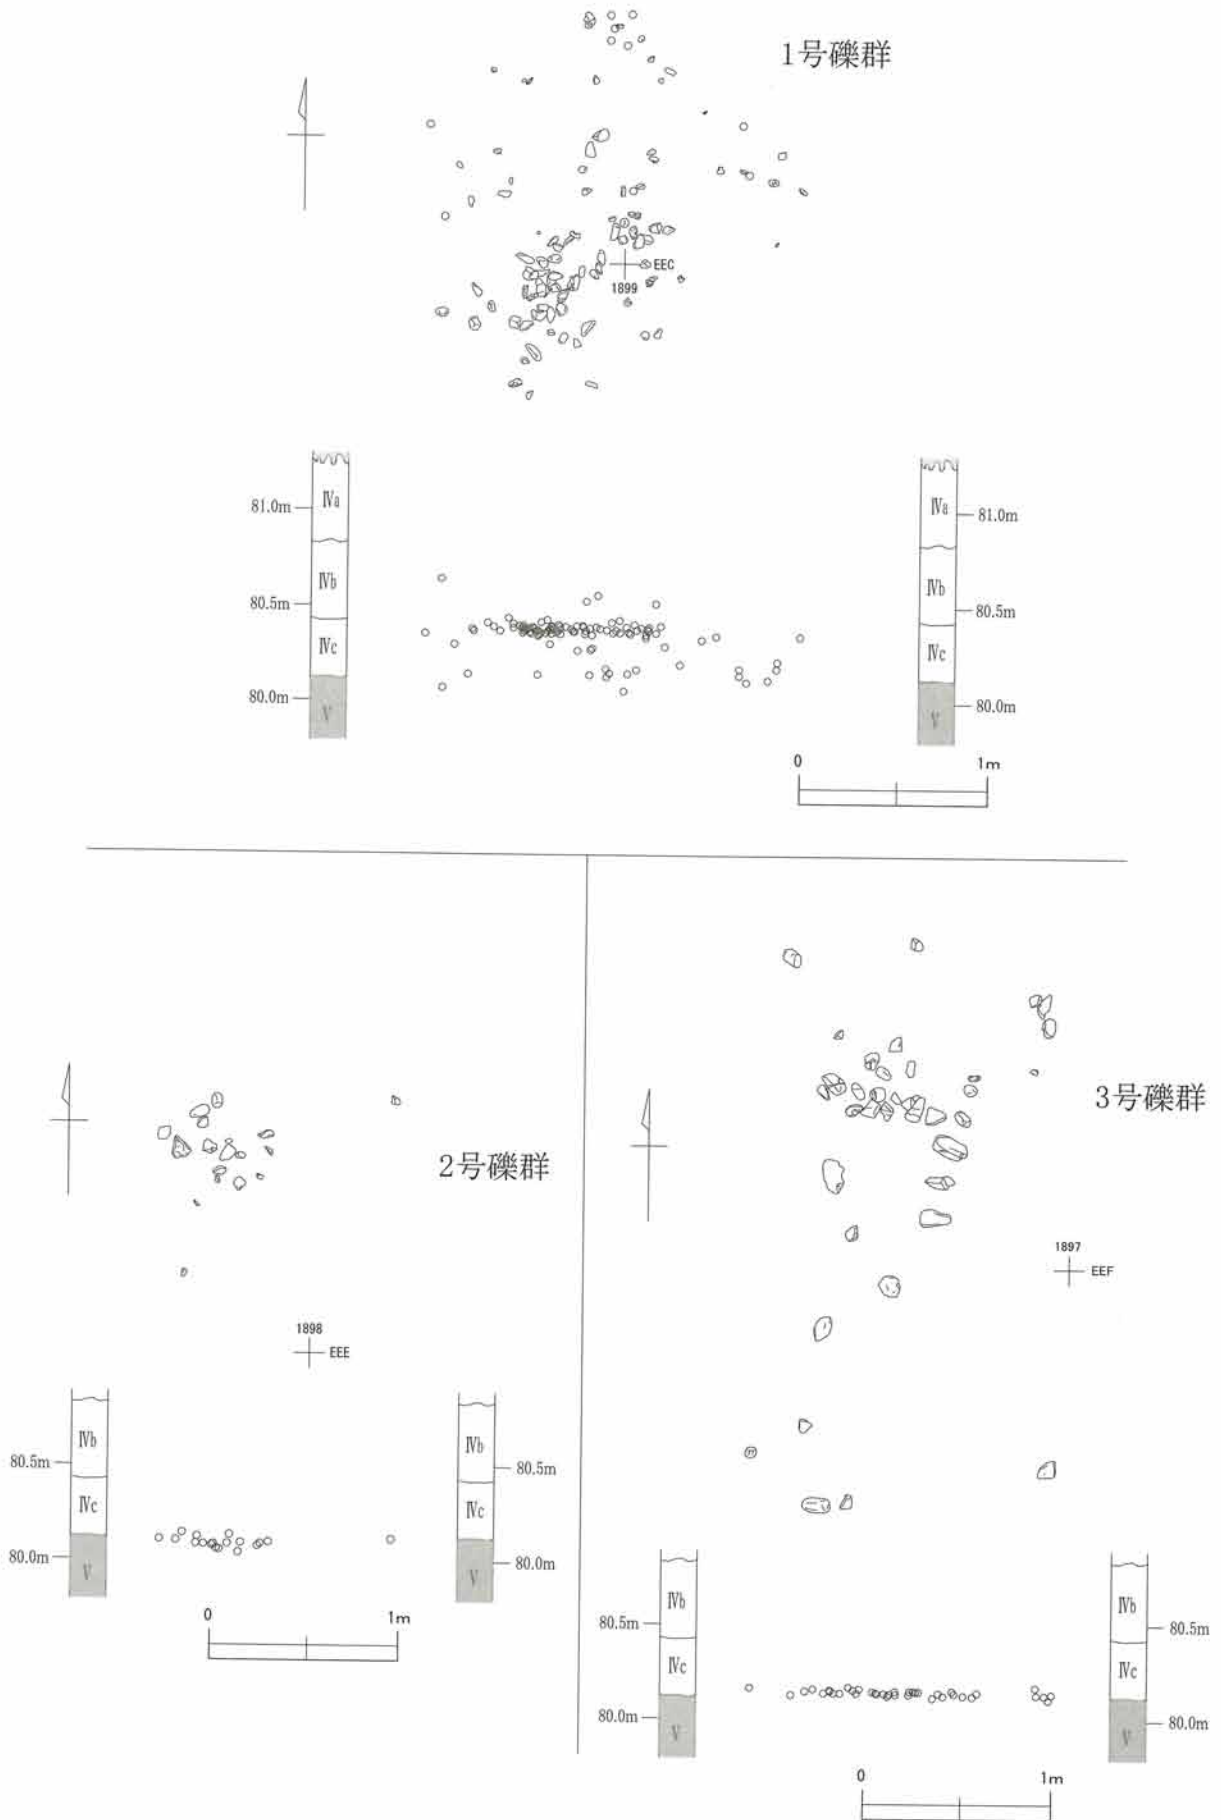 1号礫群
EEC
1899
Ⅳa
81.0m
Ⅳb
80.5m
Ⅳc
80.0m
Ⅴ
Ⅳa
81.0m
Ⅳb
80.5m
Ⅳc
80.0m
Ⅴ
0 1m
2号礫群
1898
EEE
Ⅳb
80.5m
Ⅳc
80.0m
Ⅴ
Ⅳb
80.5m
Ⅳc
80.0m
Ⅴ
0 1m
3号礫群
1897
EEF
Ⅳb
80.5m
Ⅳc
80.0m
Ⅴ
Ⅳb
80.5m
Ⅳc
80.0m
Ⅴ
0 1m